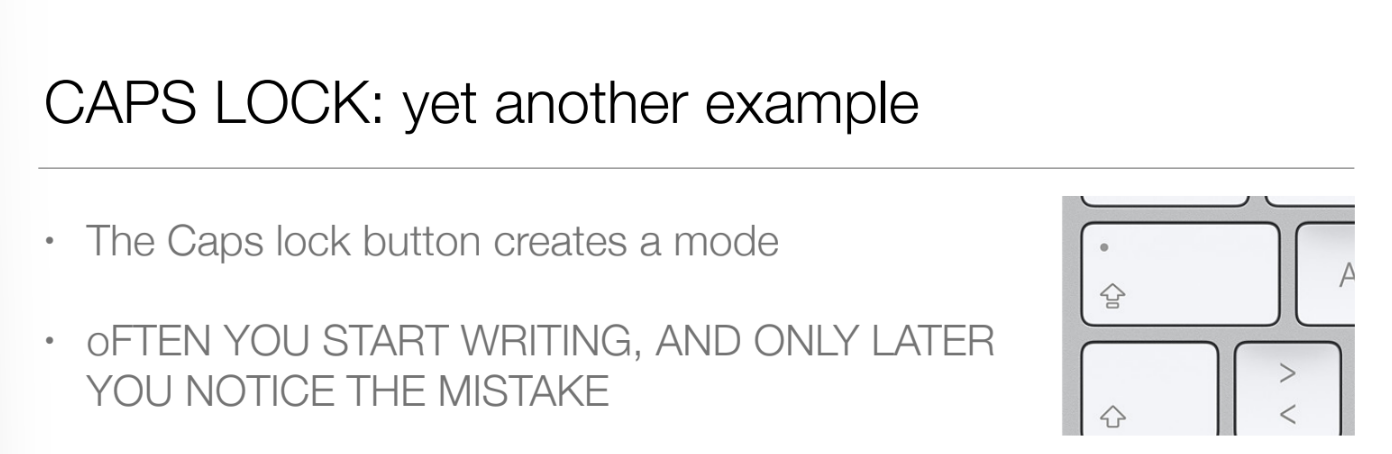 CAPS LOCK: yet another example
• The Caps lock button creates a mode
• oFTEN YOU START WRITING, AND ONLY LATER
YOU NOTICE THE MISTAKE
A
>
<